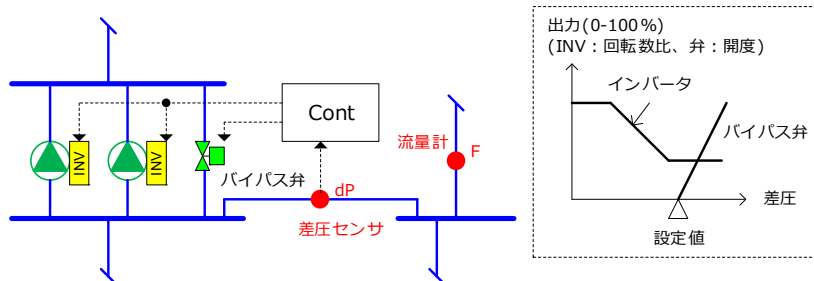 Cont
INV
INV
バイパス弁
dP
差圧センサ
流量計
F
出力(0-100%)
(INV：回転数比、弁：開度)
インバータ
バイパス弁
差圧
設定値